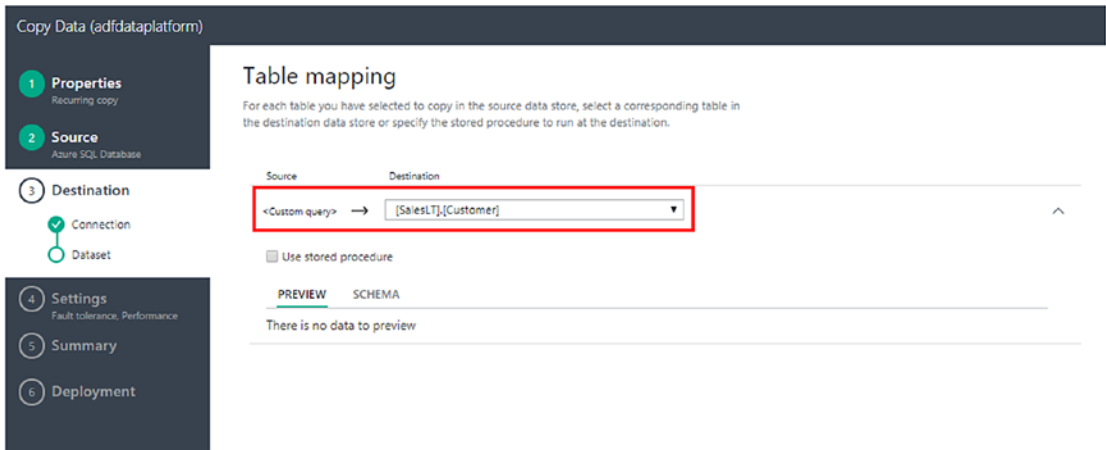 Copy Data (adfdataplatform)
1 Properties
Recurring copy
2 Source
Azure SQL Database
3 Destination
Connection
Dataset
4 Settings
Fault tolerance, Performance
5 Summary
6 Deployment
Table mapping
For each table you have selected to copy in the source data store, select a corresponding table in
the destination data store or specify the stored procedure to run at the destination.
Source Destination
<Custom query> → [SalesLT].[Customer]
Use stored procedure
PREVIEW SCHEMA
There is no data to preview